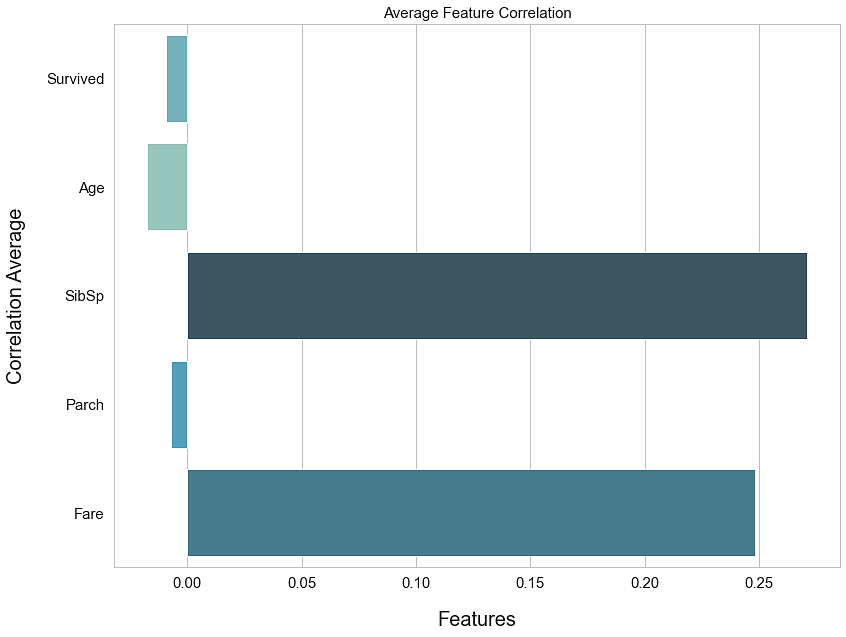 Average Feature Correlation
Survived
Age
SibSp
Parch
Fare
Correlation Average
0.00 0.05 0.10 0.15 0.20 0.25
Features